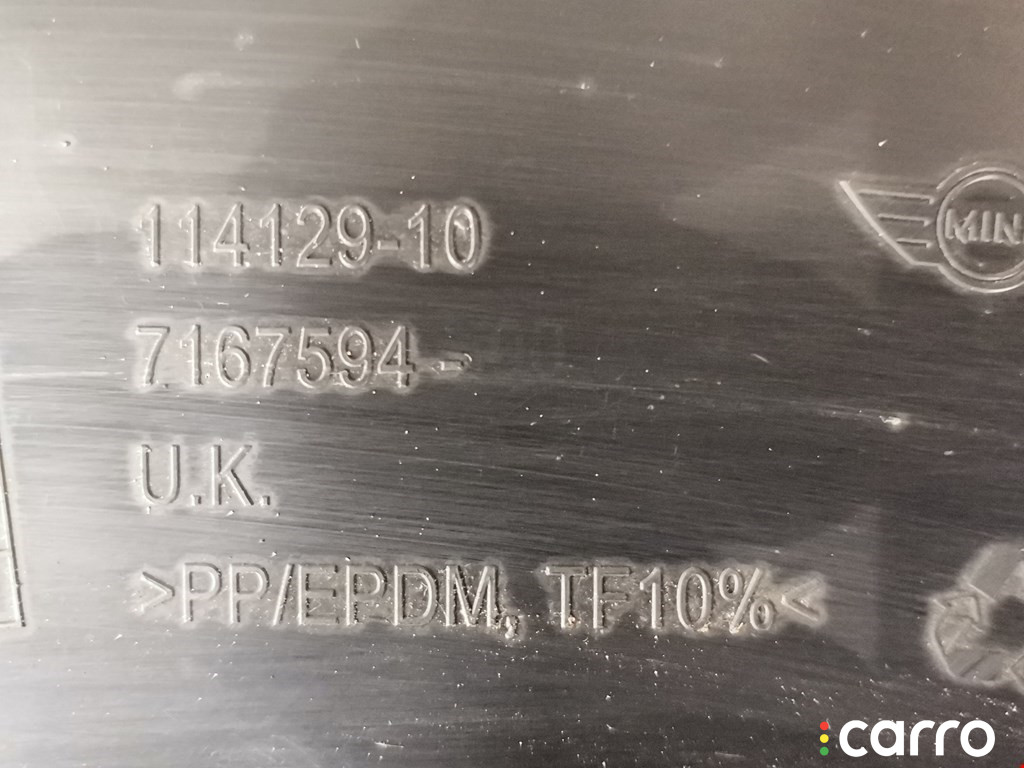 114129-10
MINI
7167594-
U.K.
>PP/EPDM, TF10%<
carro